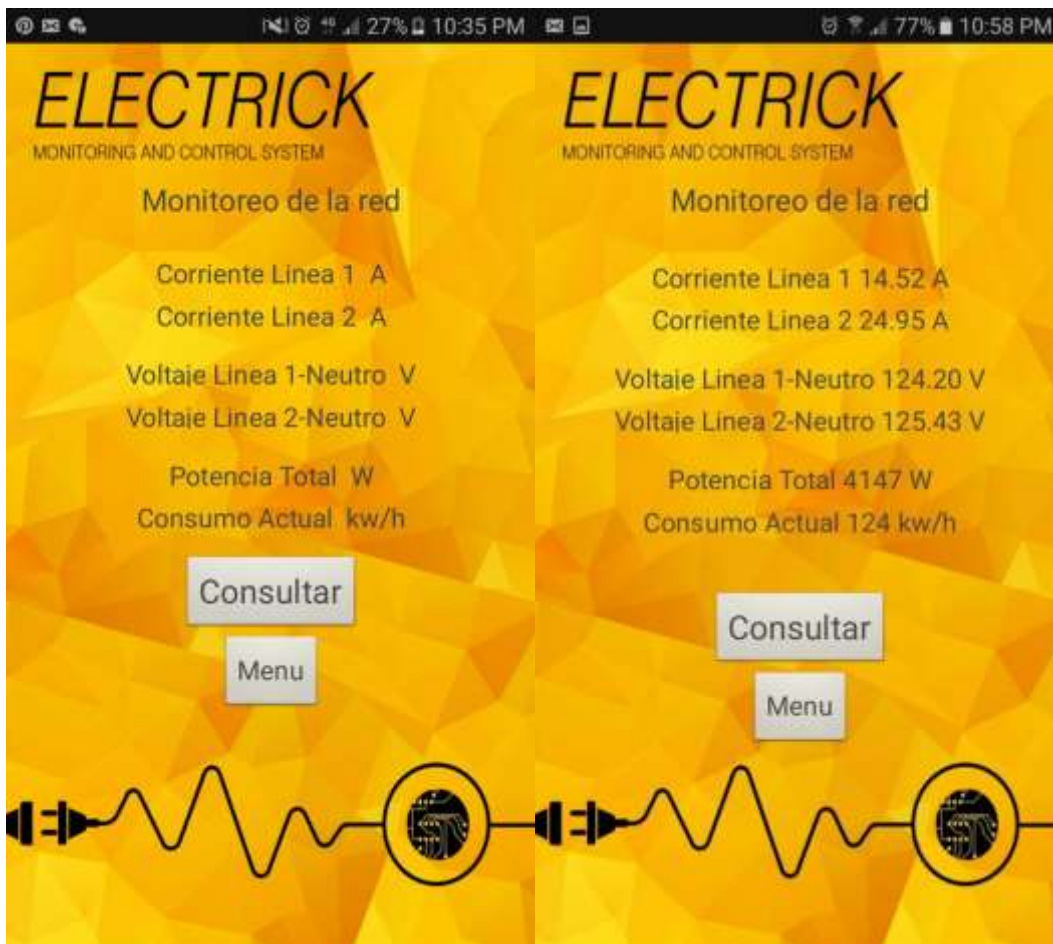 10:35 PM
27%
ELECTRICK
MONITORING AND CONTROL SYSTEM
Monitoreo de la red
Corriente Linea 1 A
Corriente Linea 2 A
Voltaje Linea 1-Neutro V
Voltaje Linea 2-Neutro V
Potencia Total W
Consumo Actual kw/h
Consultar
Menu
77% 10:58 PM
ELECTRICK
MONITORING AND CONTROL SYSTEM
Monitoreo de la red
Corriente Linea 1 14.52 A
Corriente Linea 2 24.95 A
Voltaje Linea 1-Neutro 124.20 V
Voltaje Linea 2-Neutro 125.43 V
Potencia Total 4147 W
Consumo Actual 124 kw/h
Consultar
Menu